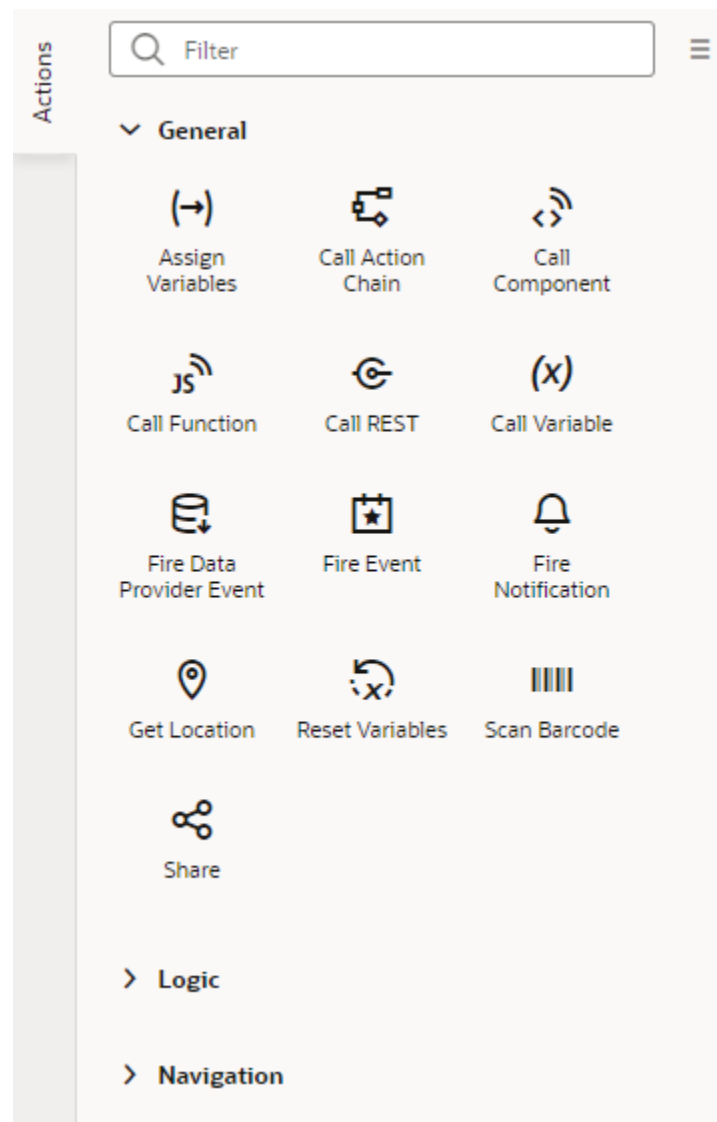 Actions
Filter
General
(→)
Assign
Variables
Call Action
Chain
Call
Component
JS
Call Function
Call REST
(x)
Call Variable
Fire Data
Provider Event
Fire Event
Fire
Notification
Get Location
x
Reset Variables
Scan Barcode
Share
Logic
Navigation